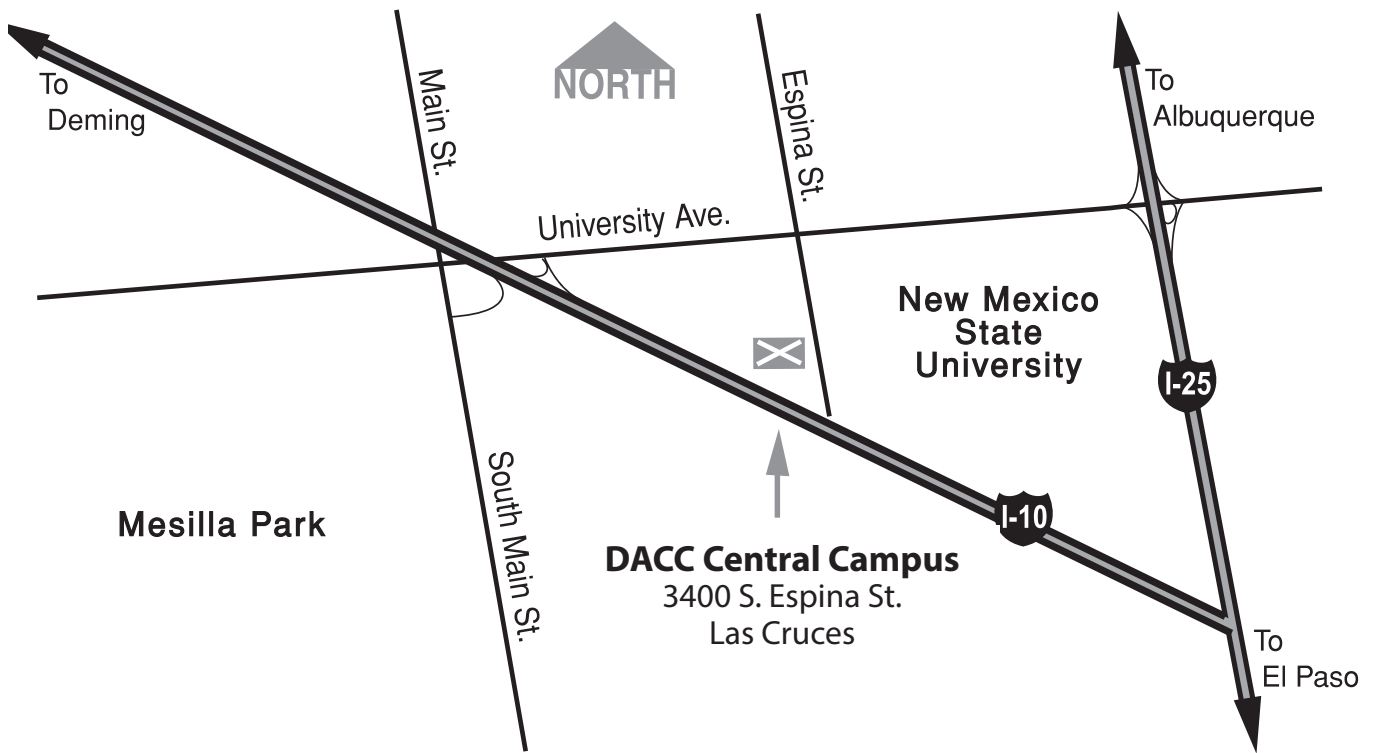 To
Deming
Main St.
NORTH
Espina St.
To
Albuquerque
University Ave.
New Mexico
State
University
I-25
South Main St.
Mesilla Park
I-10
DACC Central Campus
3400 S. Espina St.
Las Cruces
To
El Paso